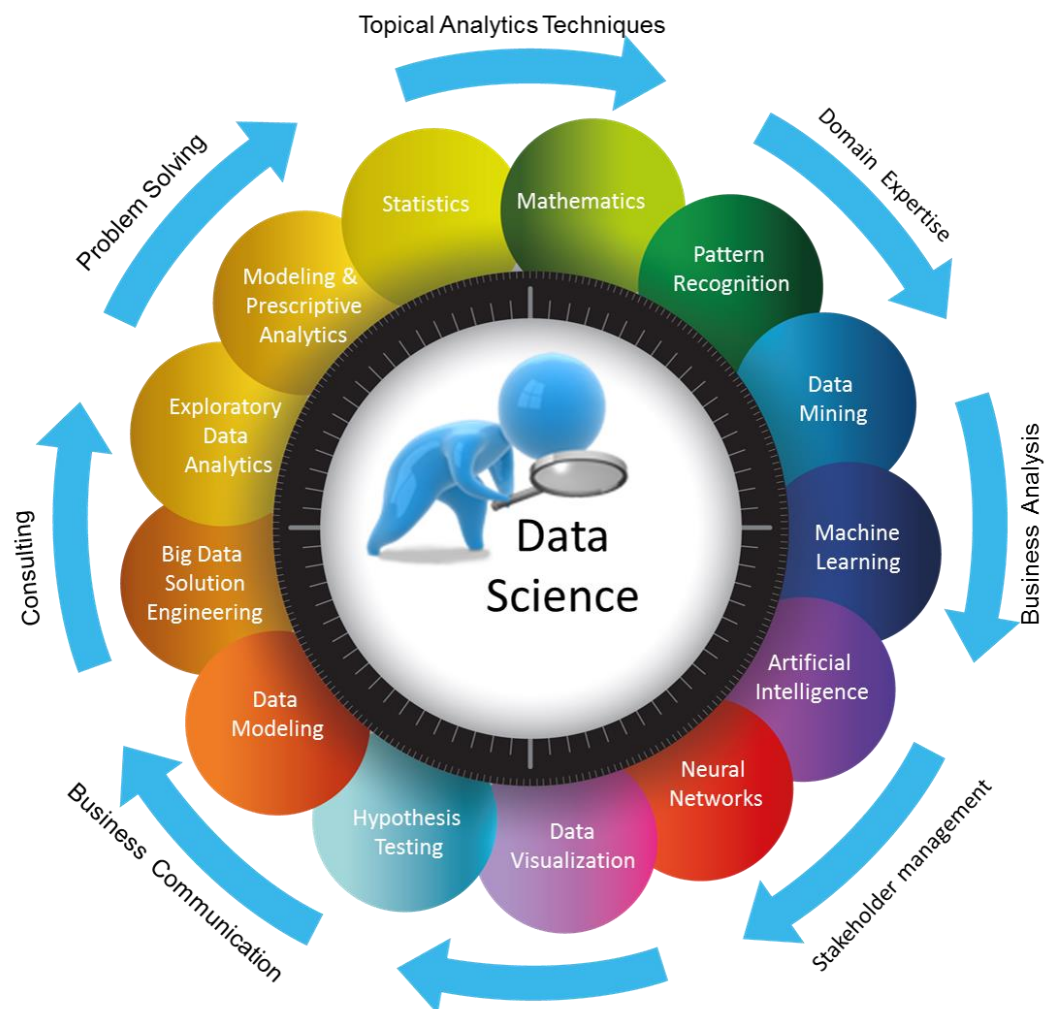 Topical Analytics Techniques
Domain Expertise
Business Analysis
Stakeholder management
Business Communication
Consulting
Problem Solving
Statistics
Mathematics
Pattern
Recognition
Data
Mining
Machine
Learning
Artificial
Intelligence
Neural
Networks
Data
Visualization
Hypothesis
Testing
Data
Modeling
Big Data
Solution
Engineering
Exploratory
Data
Analytics
Modeling &
Prescriptive
Analytics
Data
Science